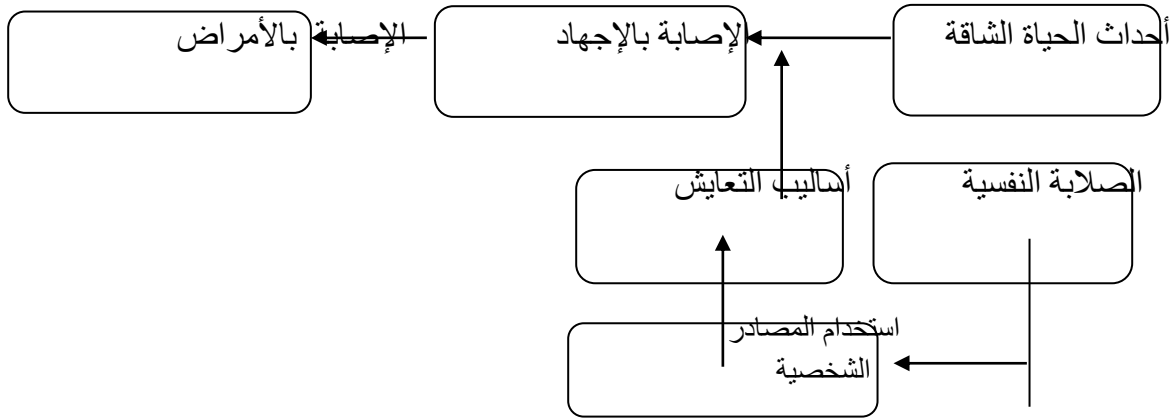 أحداث الحياة الشاقة
الإصابة بالإجهاد
الإصابة بالأمراض
الصلابة النفسية
أساليب التعايش
استخدام المصادر
الشخصية